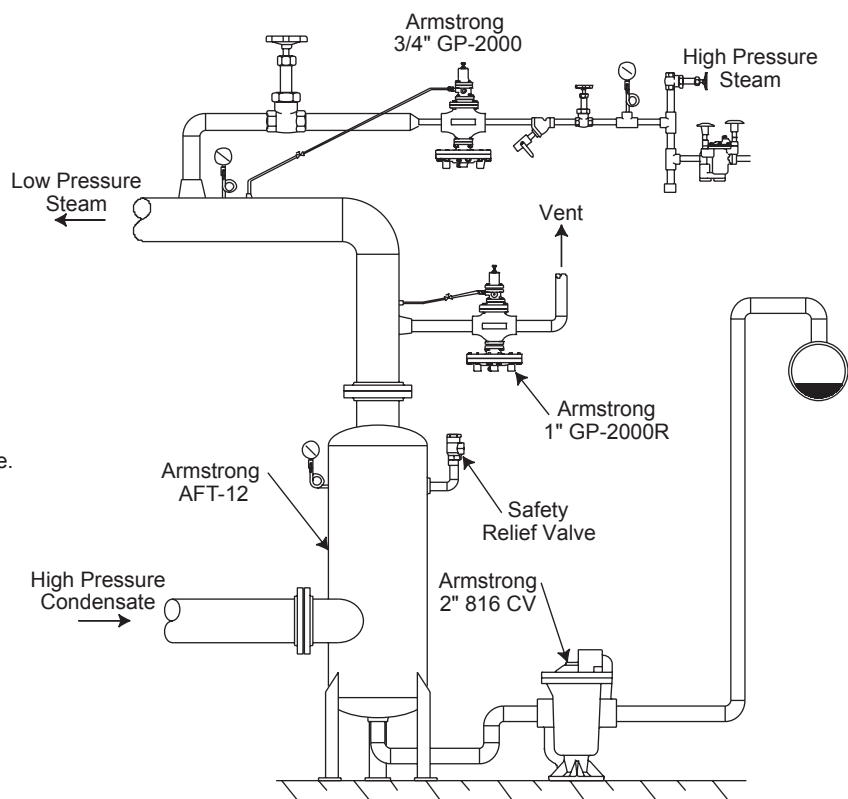 Armstrong
3/4" GP-2000
High Pressure
Steam
Low Pressure
Steam
Vent
Armstrong
1" GP-2000R
e.
Armstrong
AFT-12
Safety
Relief Valve
High Pressure
Condensate
Armstrong
2" 816 CV